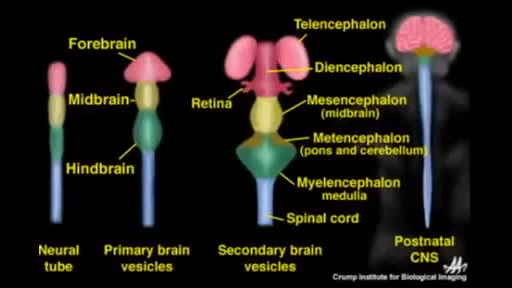 Telencephalon
Forebrain
Diencephalon
Midbrain
Retina
Mesencephalon
(midbrain)
Metencephalon
(pons and cerebellum)
Hindbrain
Myelencephalon
medulla
Spinal cord
Neural
tube
Primary brain
vesicles
Secondary brain
vesicles
Postnatal
CNS
Crump Institute for Biological Imaging